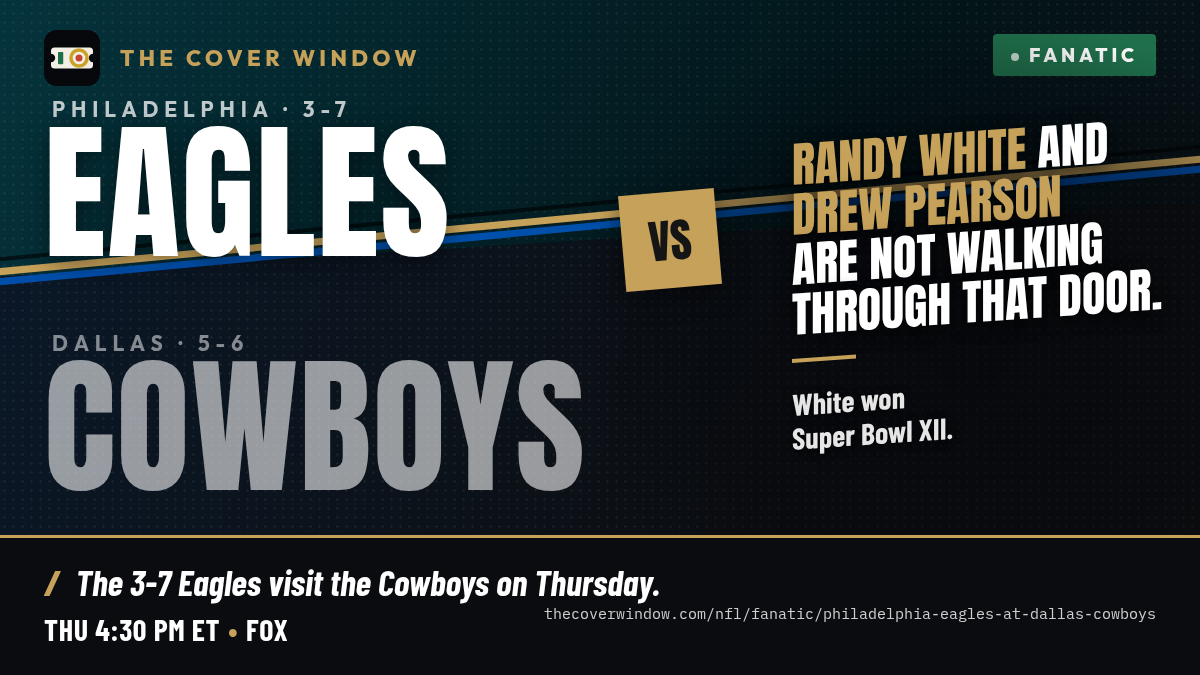 THE COVER WINDOW
FANATIC
PHILADELPHIA · 3-7
EAGLES
VS
DALLAS · 5-6
COWBOYS
RANDY WHITE AND
DREW PEARSON
ARE NOT WALKING
THROUGH THAT DOOR.
White won
Super Bowl XII.
/ The 3-7 Eagles visit the Cowboys on Thursday.
THU 4:30 PM ET • FOX
thecoverwindow.com/nfl/fanatic/philadelphia-eagles-at-dallas-cowboys